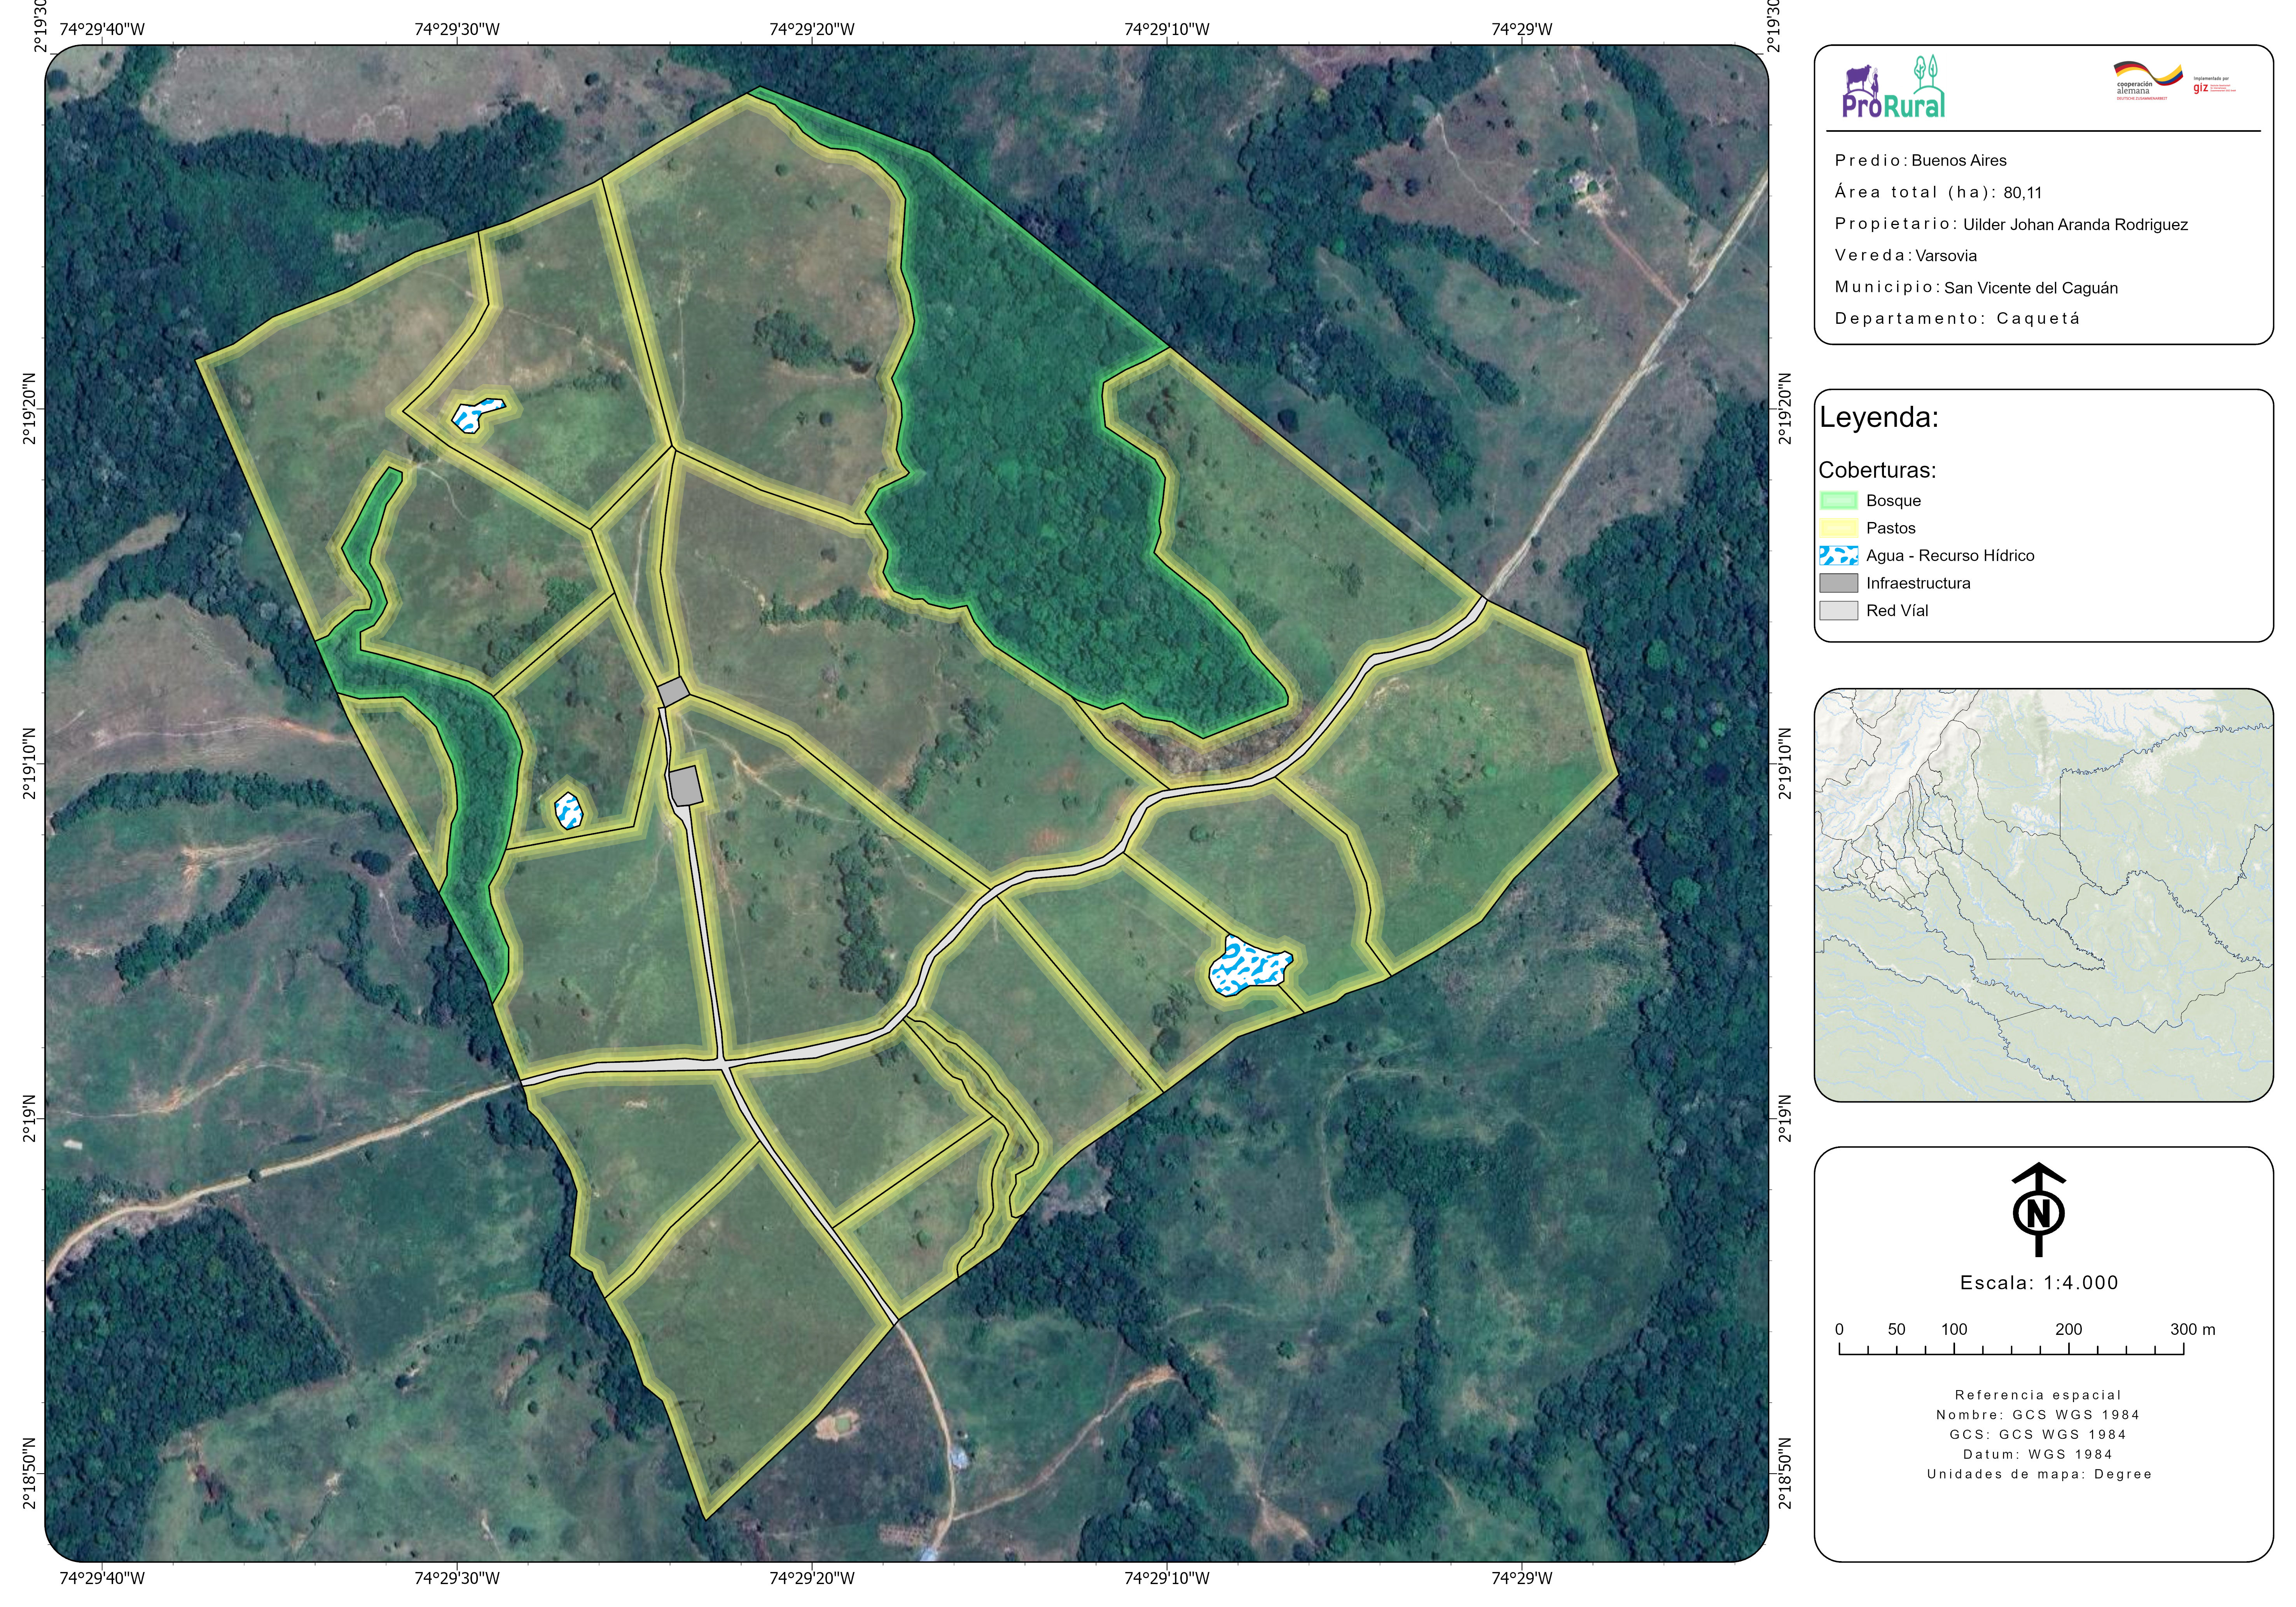 74°29'40"W 74°29'30"W 74°29'20"W 74°29'10"W 74°29'W
2°19'30 2°19'30
2°19'20"N 2°19'20"N
2°19'10"N 2°19'10"N
2°19'N 2°19'N
2°18'50"N 2°18'50"N
74°29'40"W 74°29'30"W 74°29'20"W 74°29'10"W 74°29'W
ProRural
cooperación
alemana
DEUTSCHE ZUSAMMENARBEIT
Implementada por
giz
Predio: Buenos Aires
Área total (ha): 80,11
Propietario: Uilder Johan Aranda Rodriguez
Vereda: Varsovia
Municipio: San Vicente del Caguán
Departamento: Caquetá
Leyenda:
Coberturas:
Bosque
Pastos
Agua - Recurso Hídrico
Infraestructura
Red Víal
N
Escala: 1:4.000
0 50 100 200 300 m
Referencia espacial
Nombre: GCS WGS 1984
GCS: GCS WGS 1984
Datum: WGS 1984
Unidades de mapa: Degree